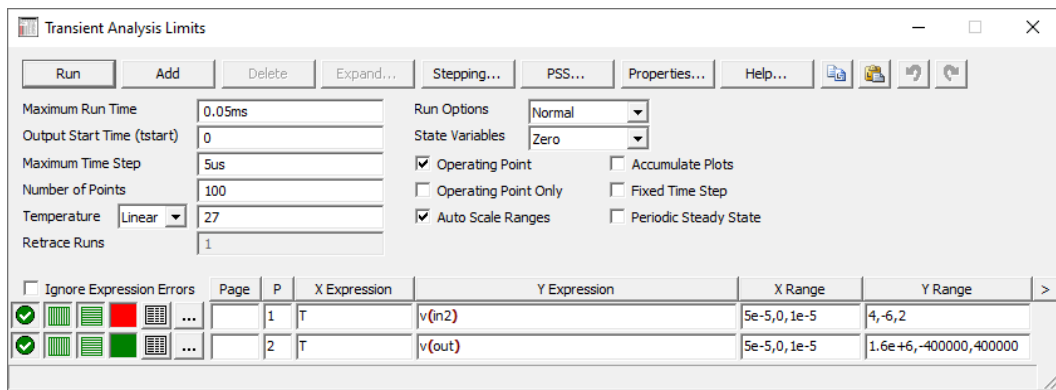 Transient Analysis Limits
Run Add Delete Expand... Stepping... PSS... Properties... Help...
Maximum Run Time 0.05ms Run Options Normal
Output Start Time (tstart) 0 State Variables Zero
Maximum Time Step 5us Operating Point Accumulate Plots
Number of Points 100 Operating Point Only Fixed Time Step
Temperature Linear 27 Auto Scale Ranges Periodic Steady State
Retrace Runs 1
Ignore Expression Errors Page P X Expression Y Expression X Range Y Range >
... 1 T v(in2) 5e-5,0,1e-5 4,-6,2
... 2 T v(out) 5e-5,0,1e-5 1.6e+6,-400000,400000